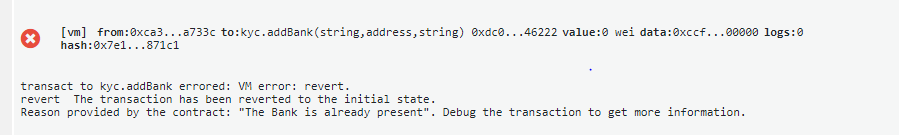 [vm] from:0xca3...a733c to:kyc.addBank(string,address,string) 0xdc0...46222 value:0 wei data:0xccf...00000 logs:0
hash:0x7e1...871c1
transact to kyc.addBank errored: VM error: revert.
revert The transaction has been reverted to the initial state.
Reason provided by the contract: "The Bank is already present". Debug the transaction to get more information.